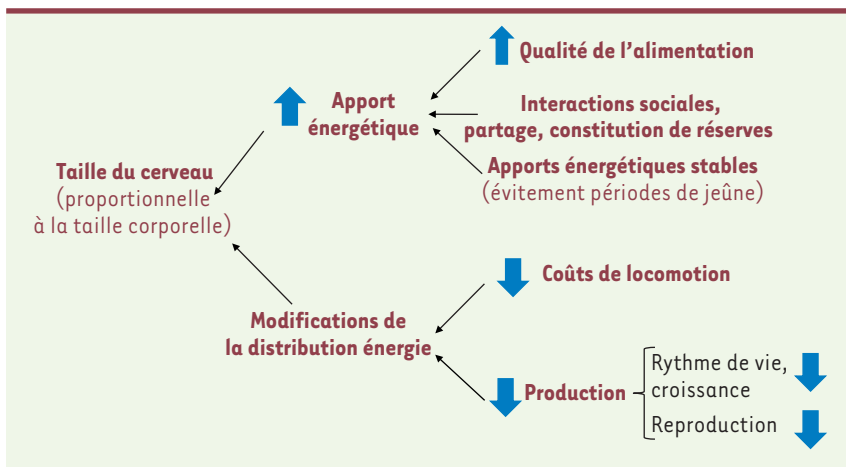 Qualité de l’alimentation
Apport
énergétique
Interactions sociales,
partage, constitution de réserves
Apports énergétiques stables
(évitement périodes de jeûne)
Taille du cerveau
(proportionnelle
à la taille corporelle)
Coûts de locomotion
Modifications de
la distribution énergie
Production
Rythme de vie,
croissance
Reproduction